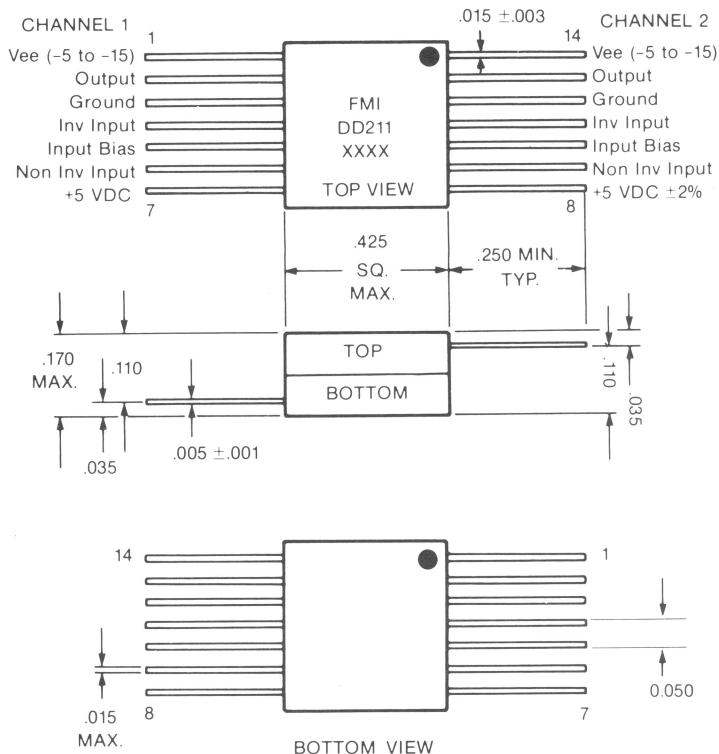 CHANNEL 1
.015 ±.003
CHANNEL 2
1
14
Vee (–5 to –15)
Output
Ground
Inv Input
Input Bias
Non Inv Input
+5 VDC
7
FMI
DD211
XXXX
TOP VIEW
Vee (–5 to –15)
Output
Ground
Inv Input
Input Bias
Non Inv Input
+5 VDC ±2%
8
.425
SQ.
MAX.
.250 MIN.
TYP.
.170
MAX.
.110
.035
.005 ±.001
TOP
BOTTOM
.110
.035
14
1
.015
MAX.
8
7
0.050
BOTTOM VIEW